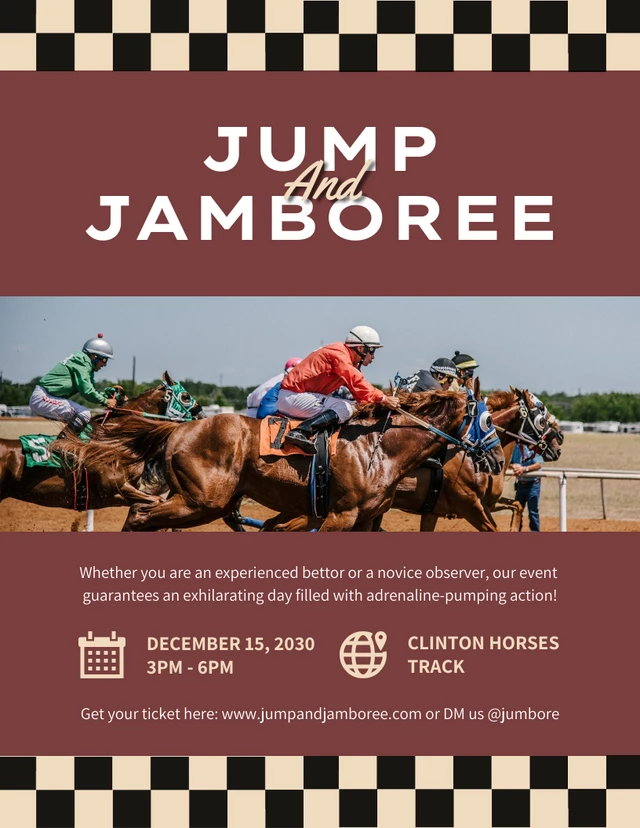 JUMP
And
JAMBOREE
7
Whether you are an experienced bettor or a novice observer, our event
guarantees an exhilarating day filled with adrenaline-pumping action!
DECEMBER 15, 2030
3PM - 6PM
CLINTON HORSES
TRACK
Get your ticket here: www.jumpandjamboree.com or DM us @jumbore